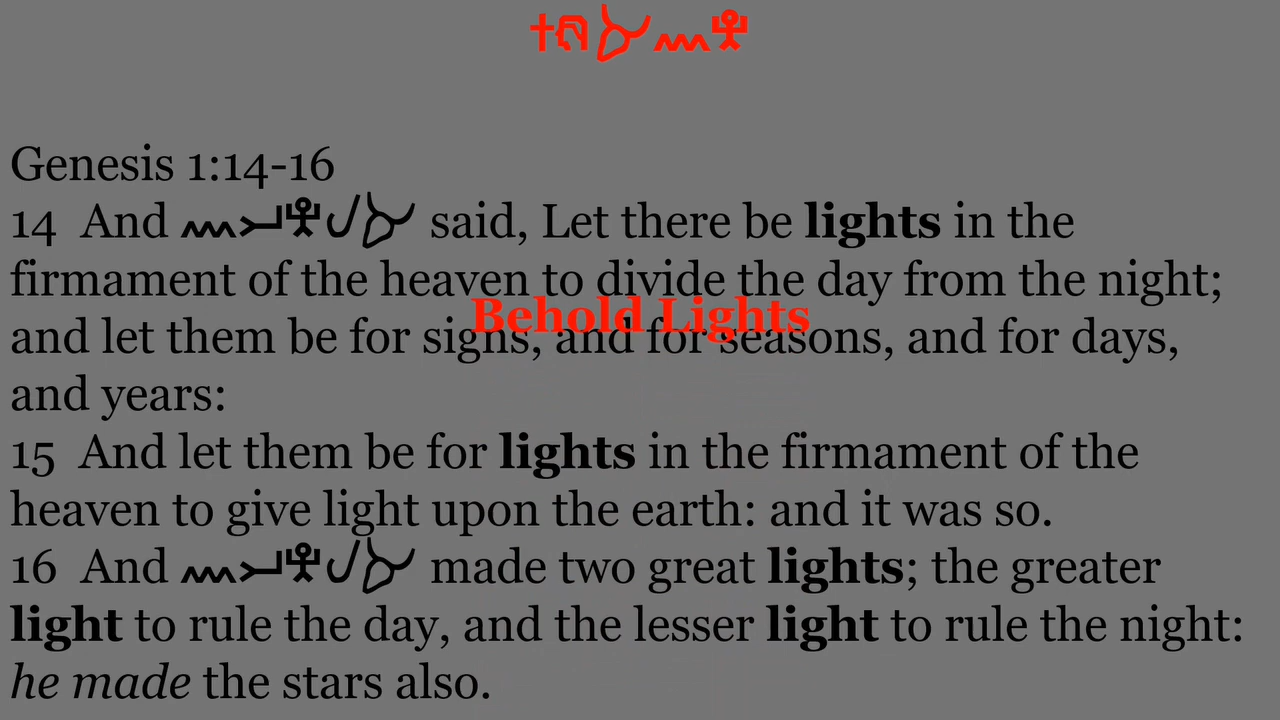 Genesis 1:14-16
14 And said, Let there be lights in the
firmament of the heaven to divide the day from the night;
Behold Lights
and let them be for signs, and for seasons, and for days,
and years:
15 And let them be for lights in the firmament of the
heaven to give light upon the earth: and it was so.
16 And made two great lights; the greater
light to rule the day, and the lesser light to rule the night:
he made the stars also.